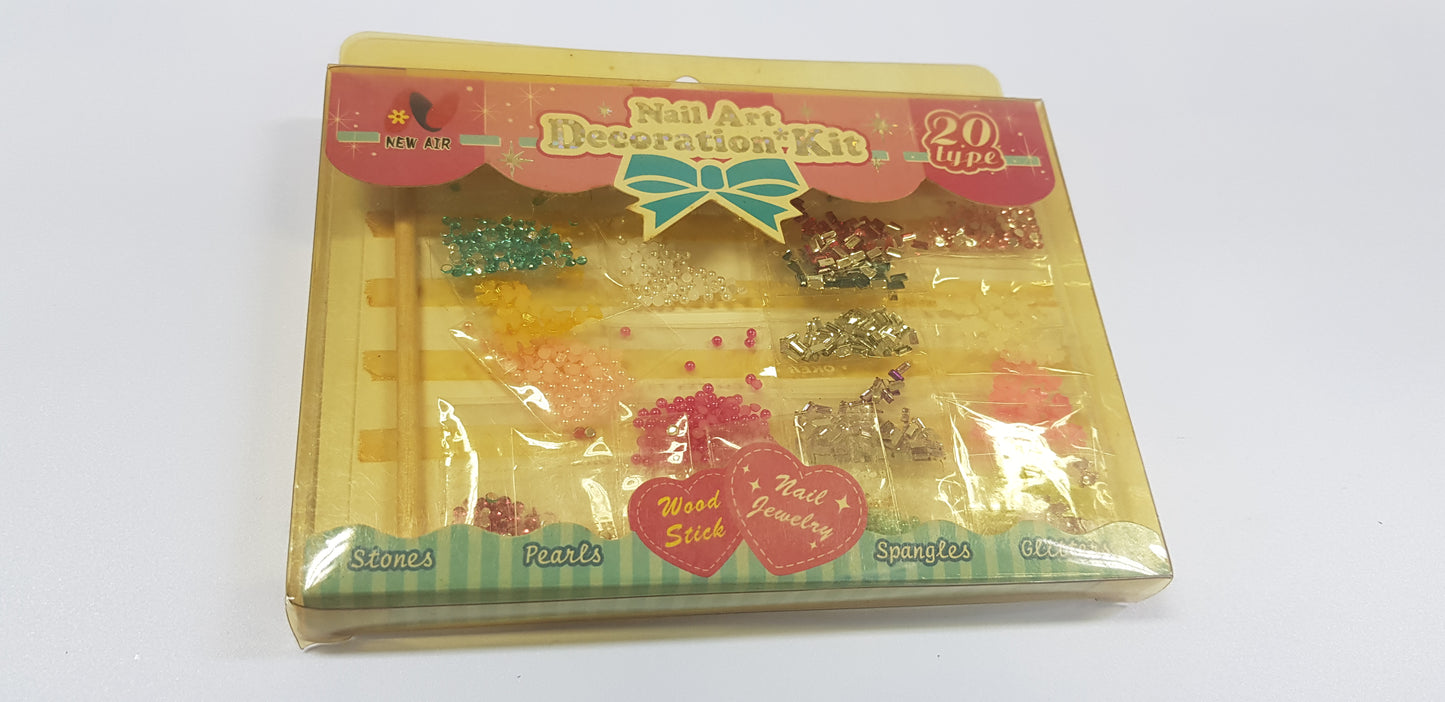 NEW AIR
Nail Art
Decoration*Kit
20
type
Wood
Stick
Nail
Jewelry
Stones
Pearls
Spangles